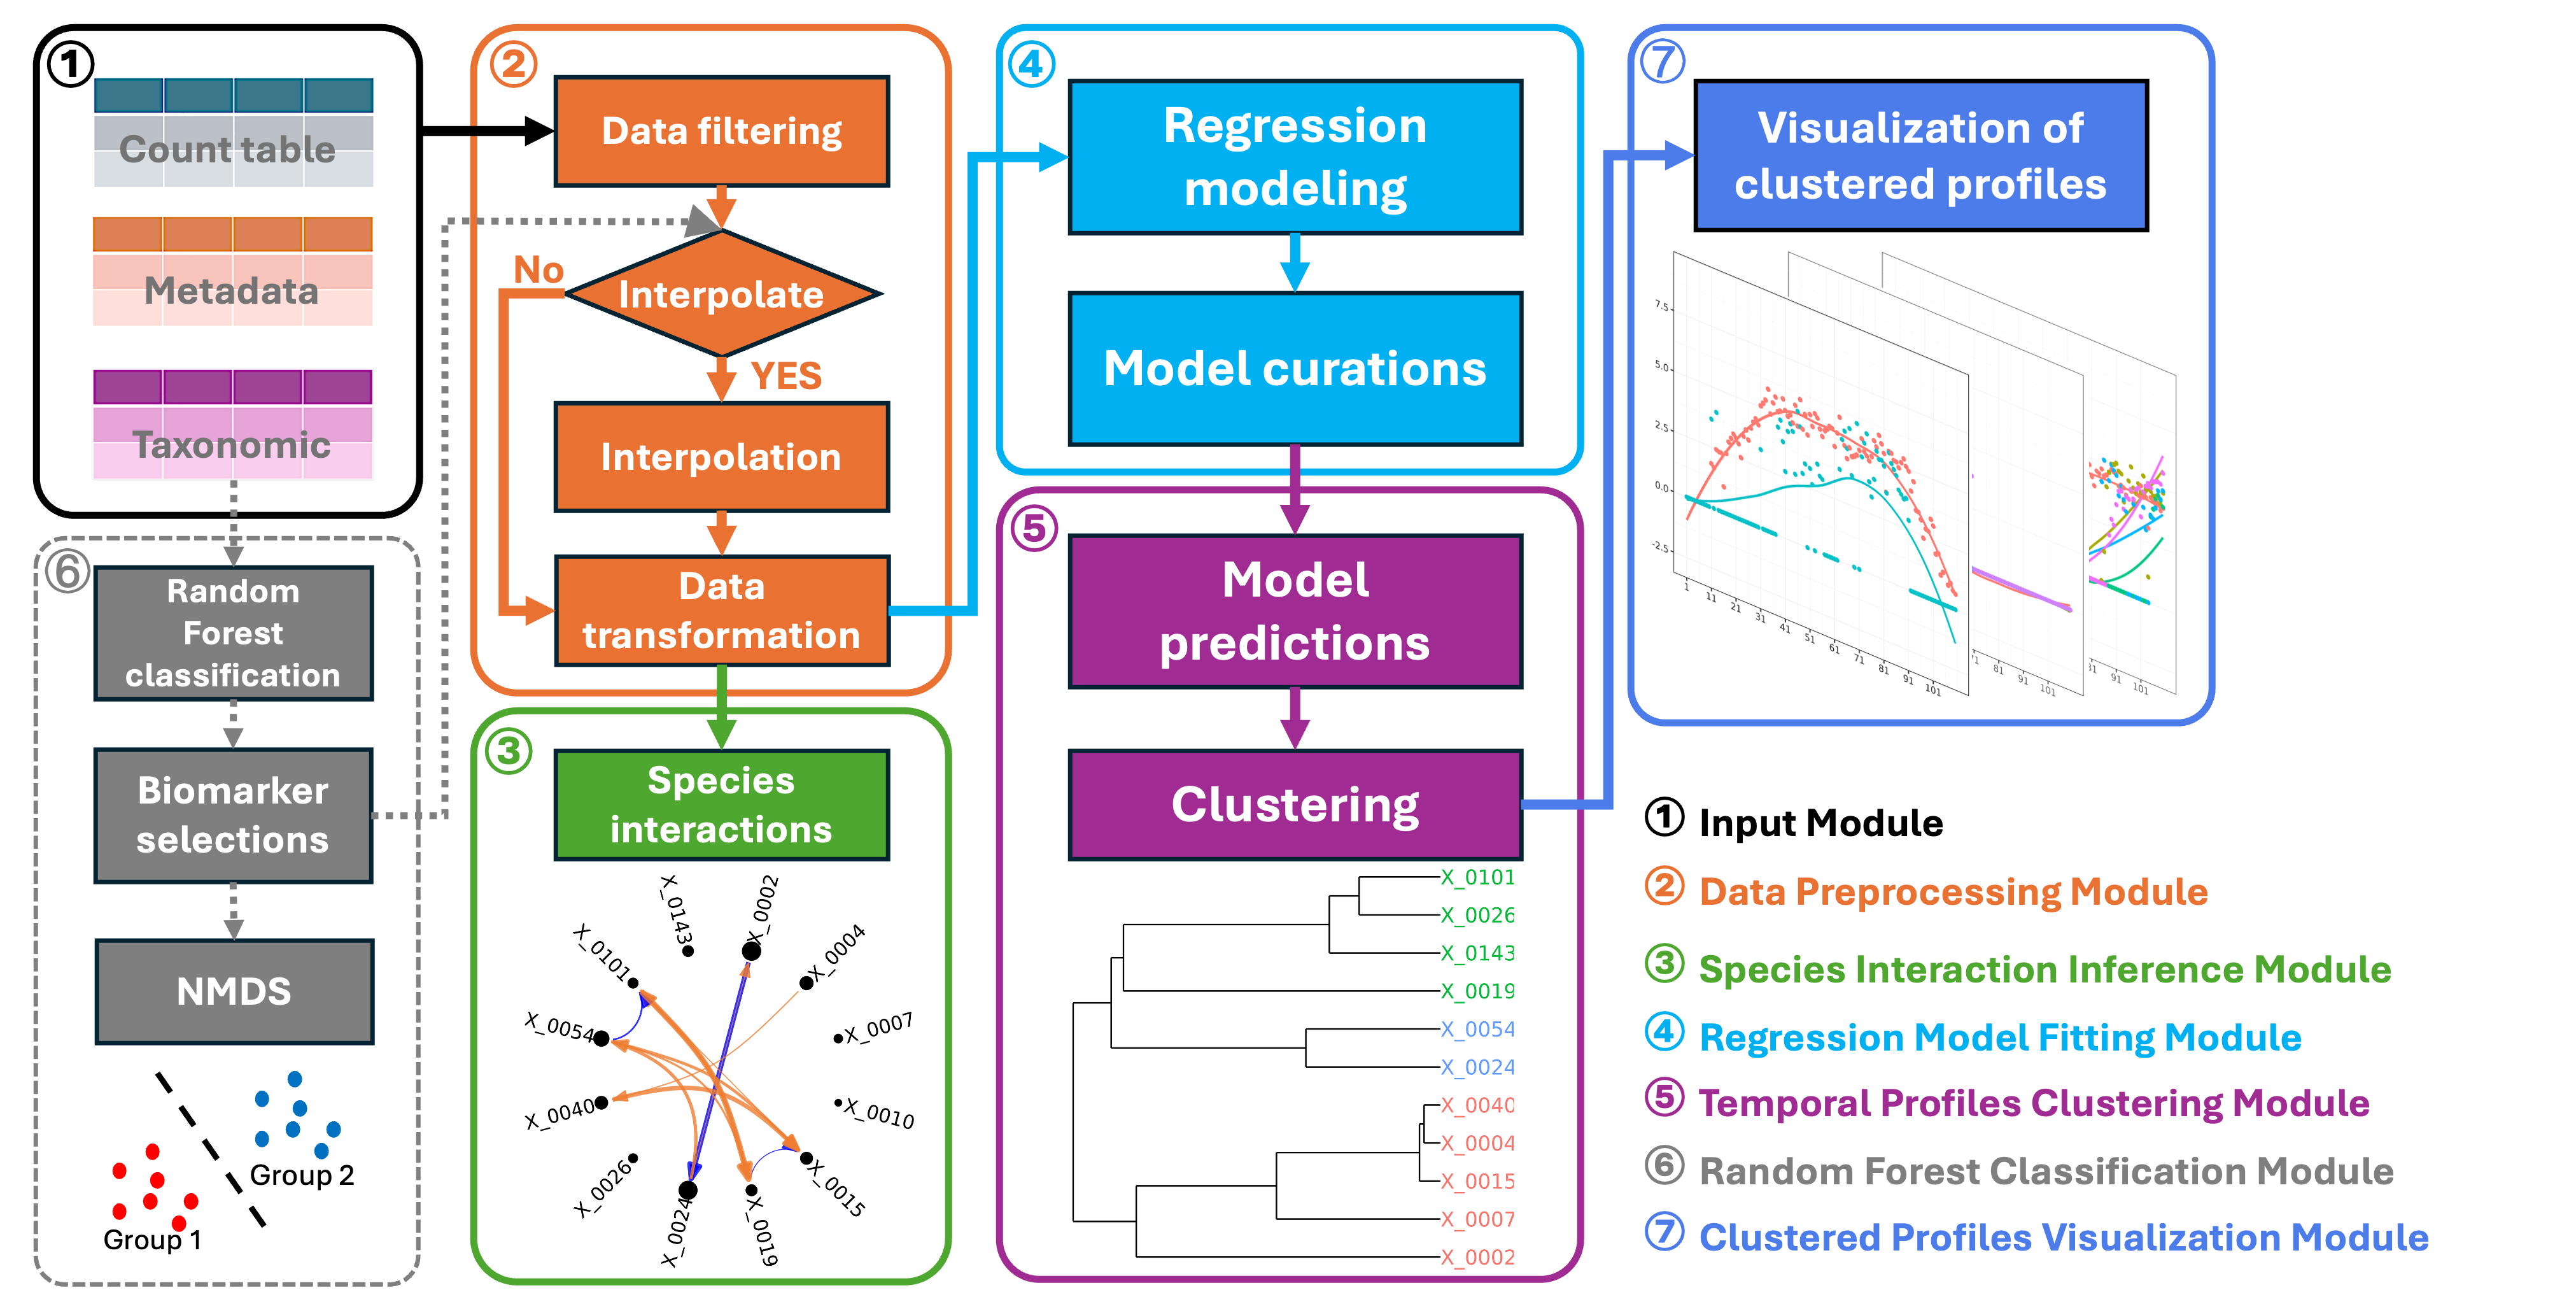 ①
Count table
Metadata
Taxonomic
②
Data filtering
Interpolate
No
YES
Interpolation
Data
transformation
③
Species
interactions
X_0143
X_0002
X_0101
X_0004
X_0054
X_0007
X_0040
X_0010
X_0026
X_0015
X_0024
X_0019
④
Regression
modeling
Model curations
⑤
Model
predictions
Clustering
X_0101
X_0026
X_0143
X_0019
X_0054
X_0024
X_0040
X_0004
X_0015
X_0007
X_0002
⑥
Random
Forest
classification
Biomarker
selections
NMDS
Group 2
Group 1
⑦
Visualization of
clustered profiles
7.5
5.0
2.5
0.0
-2.5
1 11 21 31 41 51 61 71 81 91 101
81 91 101
91 101
① Input Module
② Data Preprocessing Module
③ Species Interaction Inference Module
④ Regression Model Fitting Module
⑤ Temporal Profiles Clustering Module
⑥ Random Forest Classification Module
⑦ Clustered Profiles Visualization Module